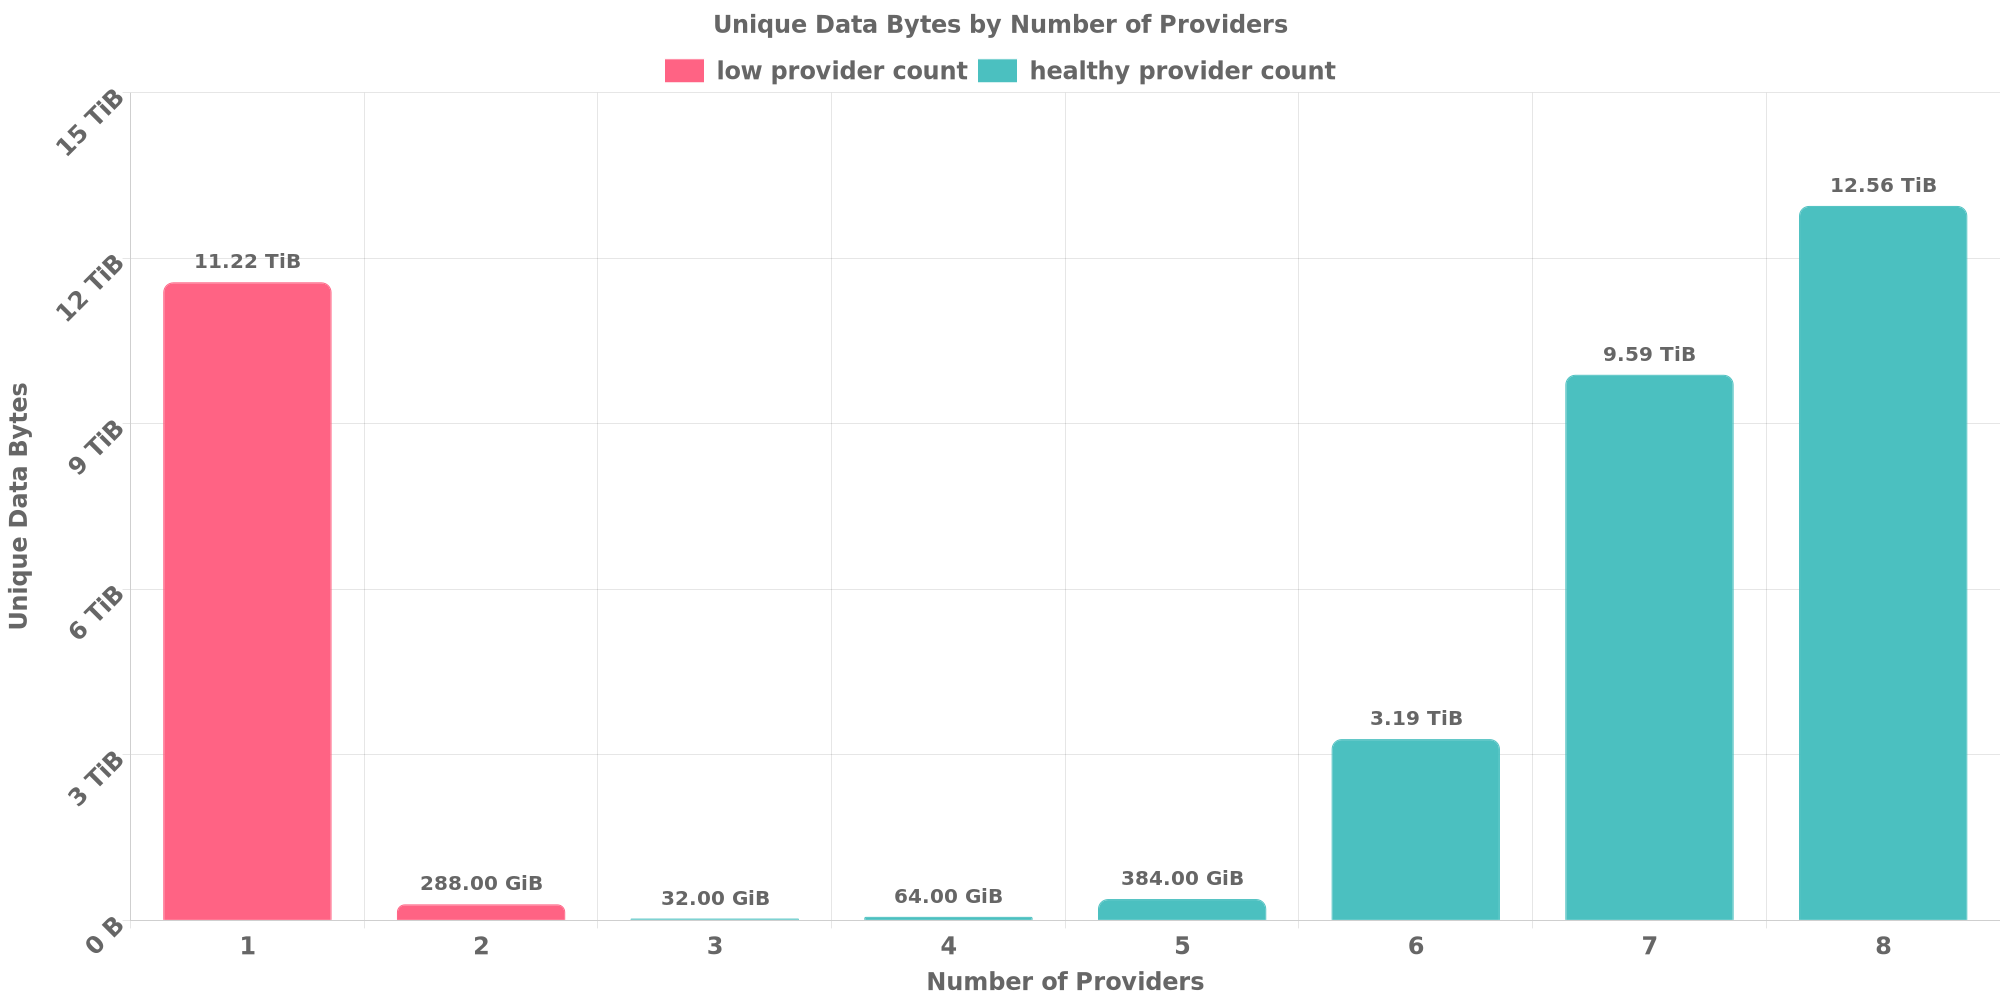 Unique Data Bytes by Number of Providers
low provider count
healthy provider count
15 TiB
12 TiB
9 TiB
6 TiB
3 TiB
0 B
Unique Data Bytes
11.22 TiB
288.00 GiB
32.00 GiB
64.00 GiB
384.00 GiB
3.19 TiB
9.59 TiB
12.56 TiB
1 2 3 4 5 6 7 8
Number of Providers